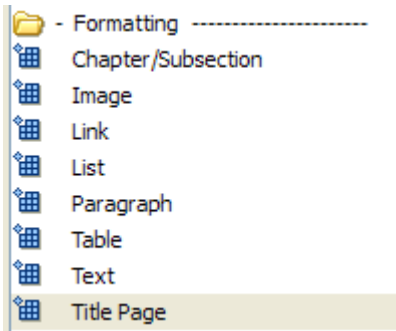 - Formatting ----------------------
Chapter/Subsection
Image
Link
List
Paragraph
Table
Text
Title Page